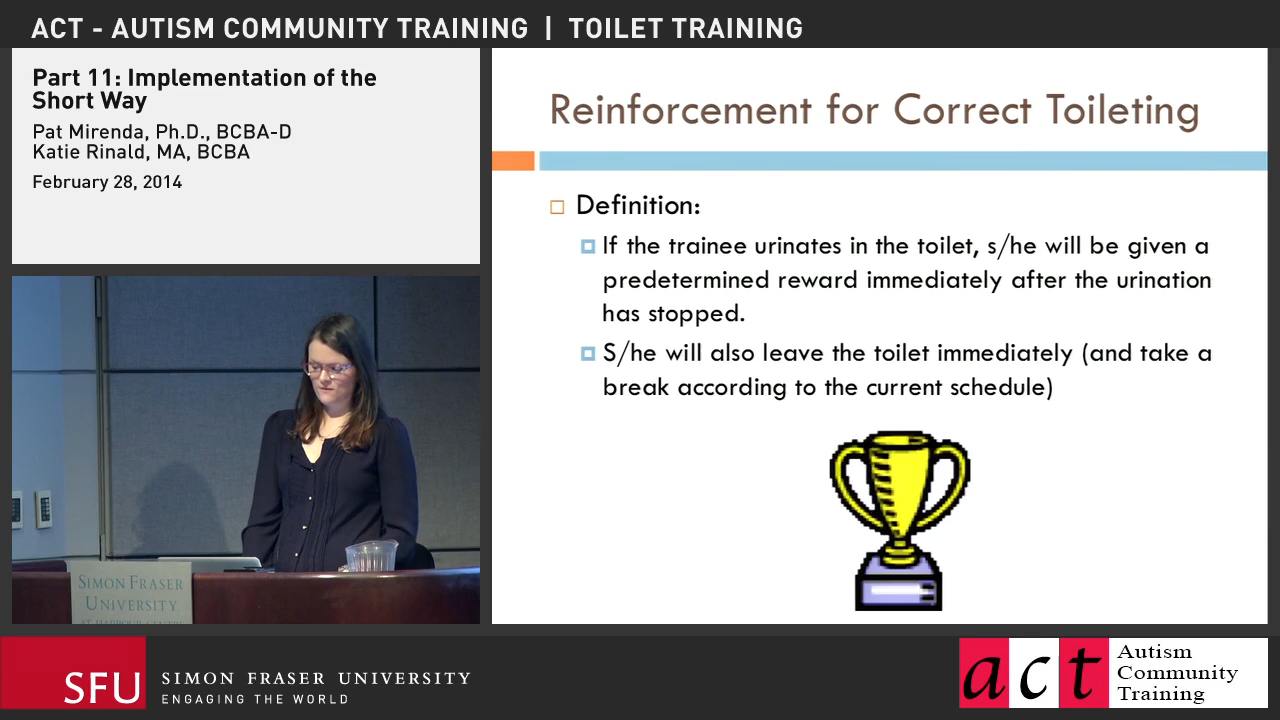 ACT - AUTISM COMMUNITY TRAINING | TOILET TRAINING
Part 11: Implementation of the
Short Way
Pat Mirenda, Ph.D., BCBA-D
Katie Rinald, MA, BCBA
February 28, 2014
Reinforcement for Correct Toileting
Definition:
If the trainee urinates in the toilet, s/he will be given a
predetermined reward immediately after the urination
has stopped.
S/he will also leave the toilet immediately (and take a
break according to the current schedule)
SIMON FRASER
UNIVERSITY
AT HARBOUR CENTRE
SFU
SIMON FRASER UNIVERSITY
ENGAGING THE WORLD
act
Autism
Community
Training